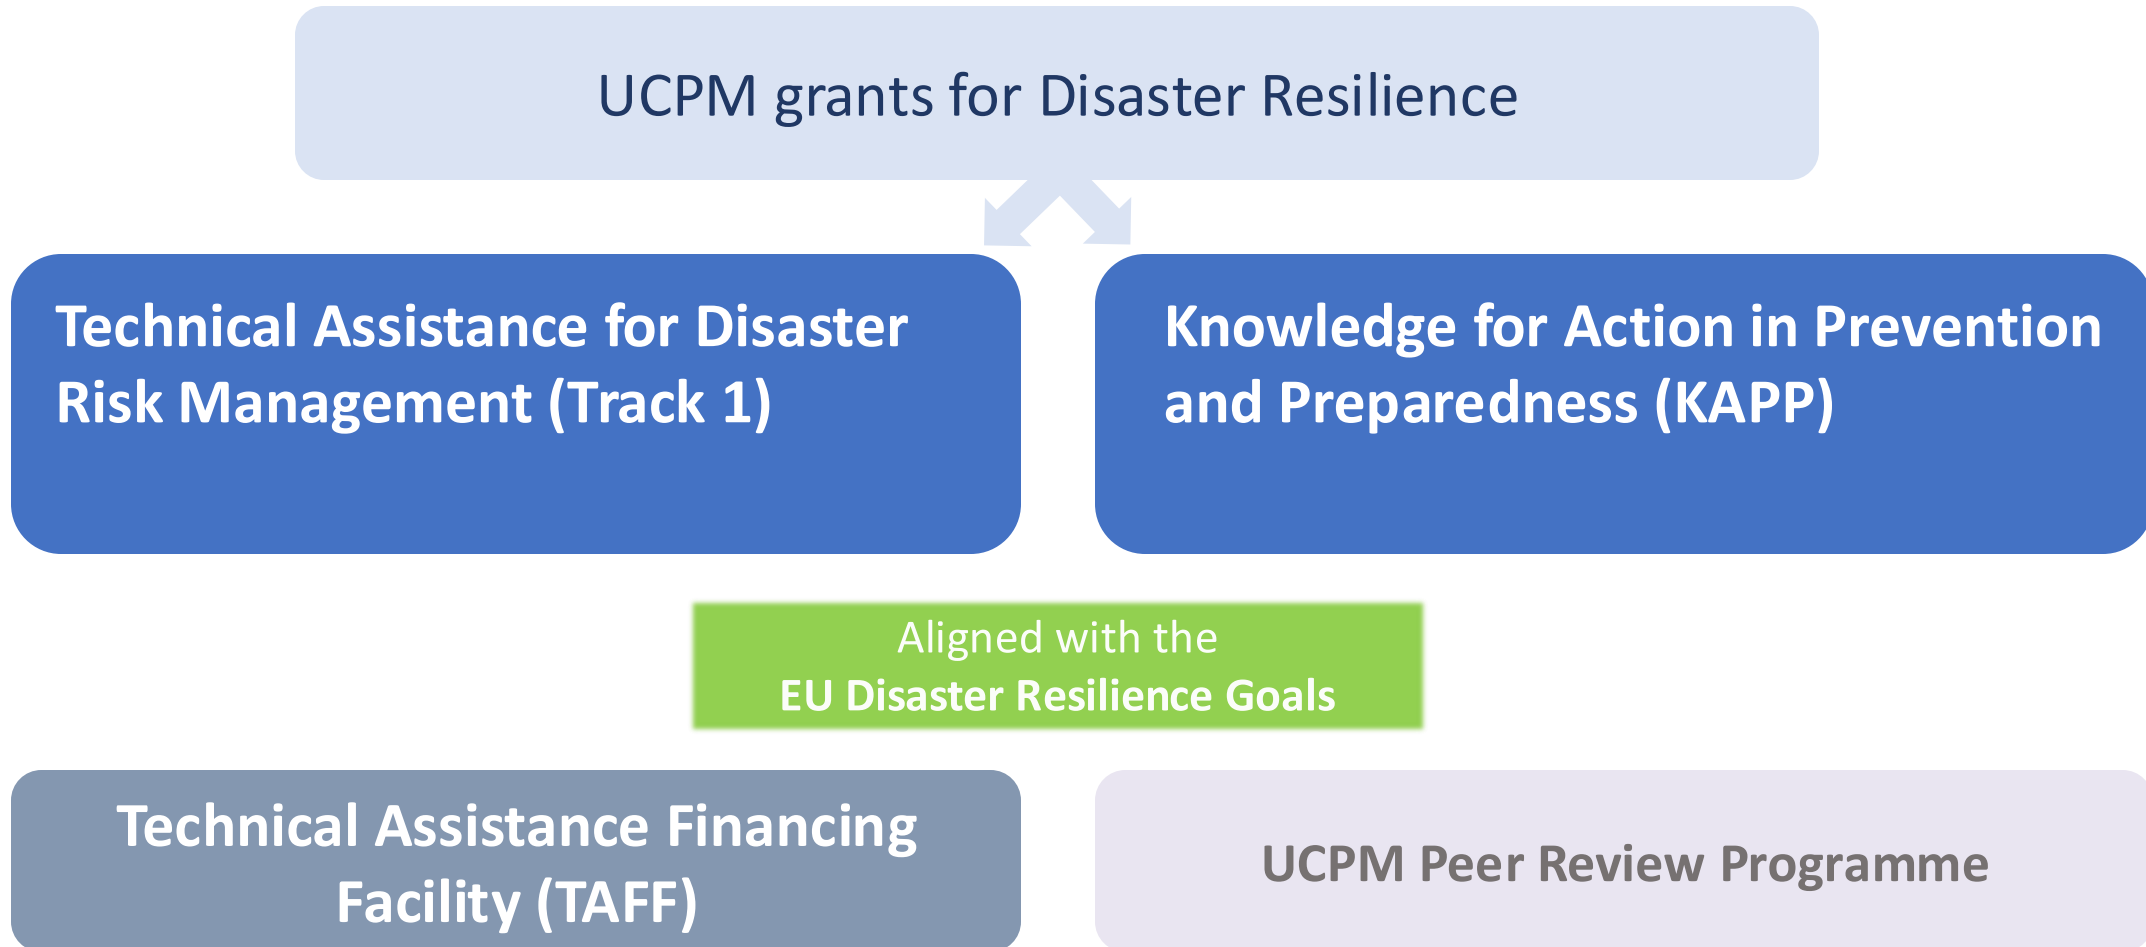 UCPM grants for Disaster Resilience
Technical Assistance for Disaster
Risk Management (Track 1)
Knowledge for Action in Prevention
and Preparedness (KAPP)
Aligned with the
EU Disaster Resilience Goals
Technical Assistance Financing
Facility (TAFF)
UCPM Peer Review Programme